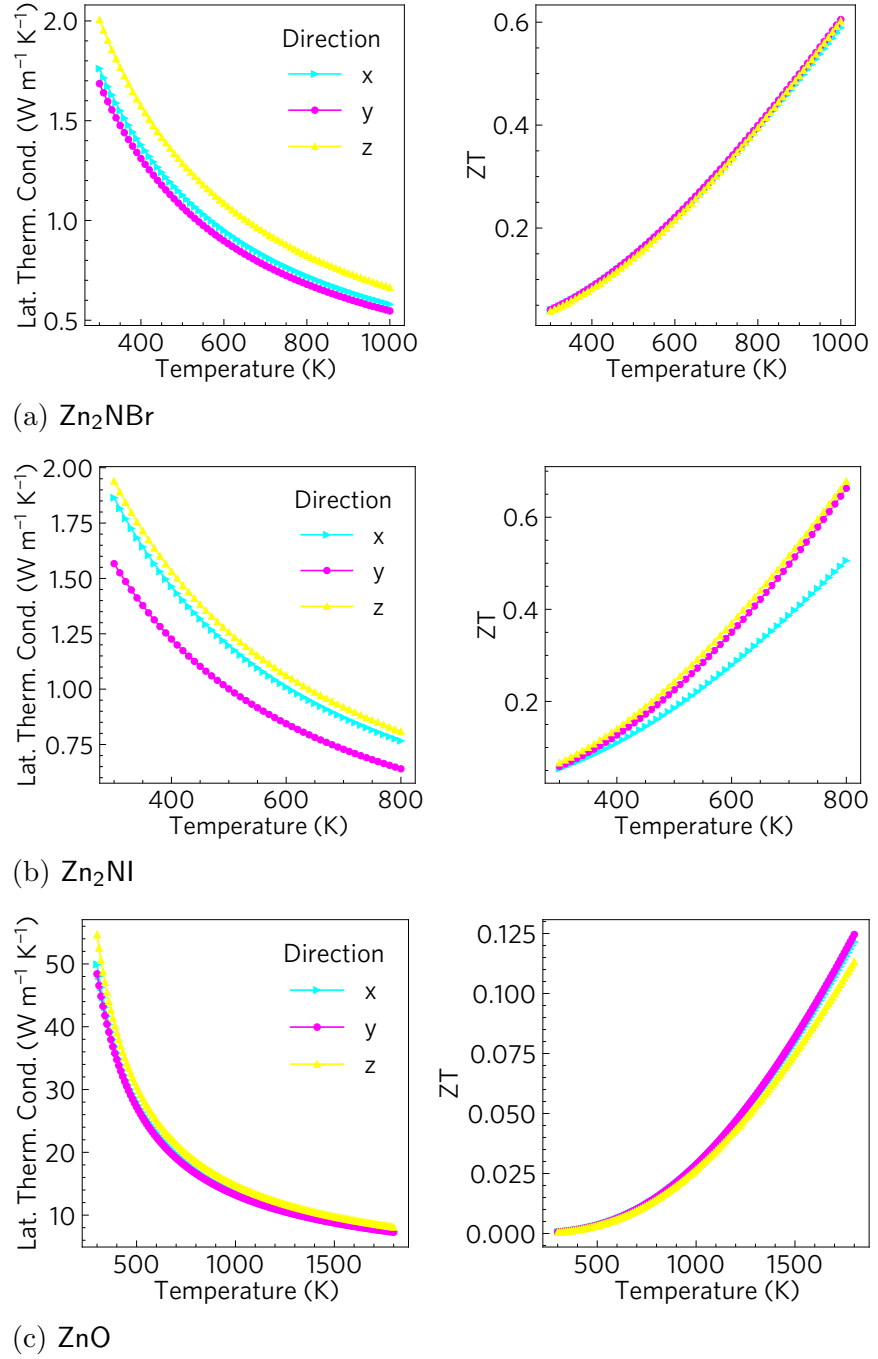 Lat. Therm. Cond. (W m⁻¹ K⁻¹)
2.0
1.5
1.0
0.5
Direction
x
y
z
400 600 800 1000
Temperature (K)
ZT
0.6
0.4
0.2
400 600 800 1000
Temperature (K)
(a) Zn₂NBr
Lat. Therm. Cond. (W m⁻¹ K⁻¹)
2.00
1.75
1.50
1.25
1.00
0.75
Direction
x
y
z
400 600 800
Temperature (K)
ZT
0.6
0.4
0.2
400 600 800
Temperature (K)
(b) Zn₂NI
Lat. Therm. Cond. (W m⁻¹ K⁻¹)
50
40
30
20
10
Direction
x
y
z
500 1000 1500
Temperature (K)
ZT
0.125
0.100
0.075
0.050
0.025
0.000
500 1000 1500
Temperature (K)
(c) ZnO